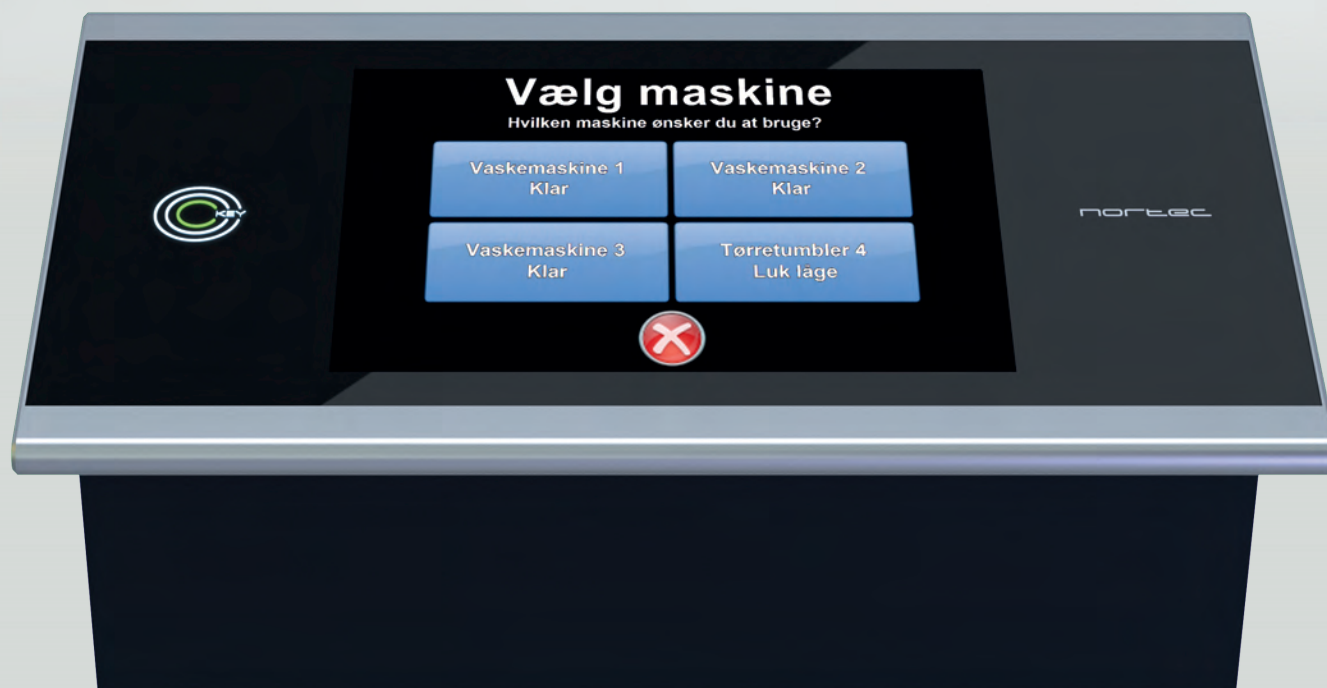 Vælg maskine
Hvilken maskine ønsker du at bruge?
Vaskemaskine 1
Klar
Vaskemaskine 2
Klar
Vaskemaskine 3
Klar
Tørretumbler 4
Luk låge
KEY
nortec